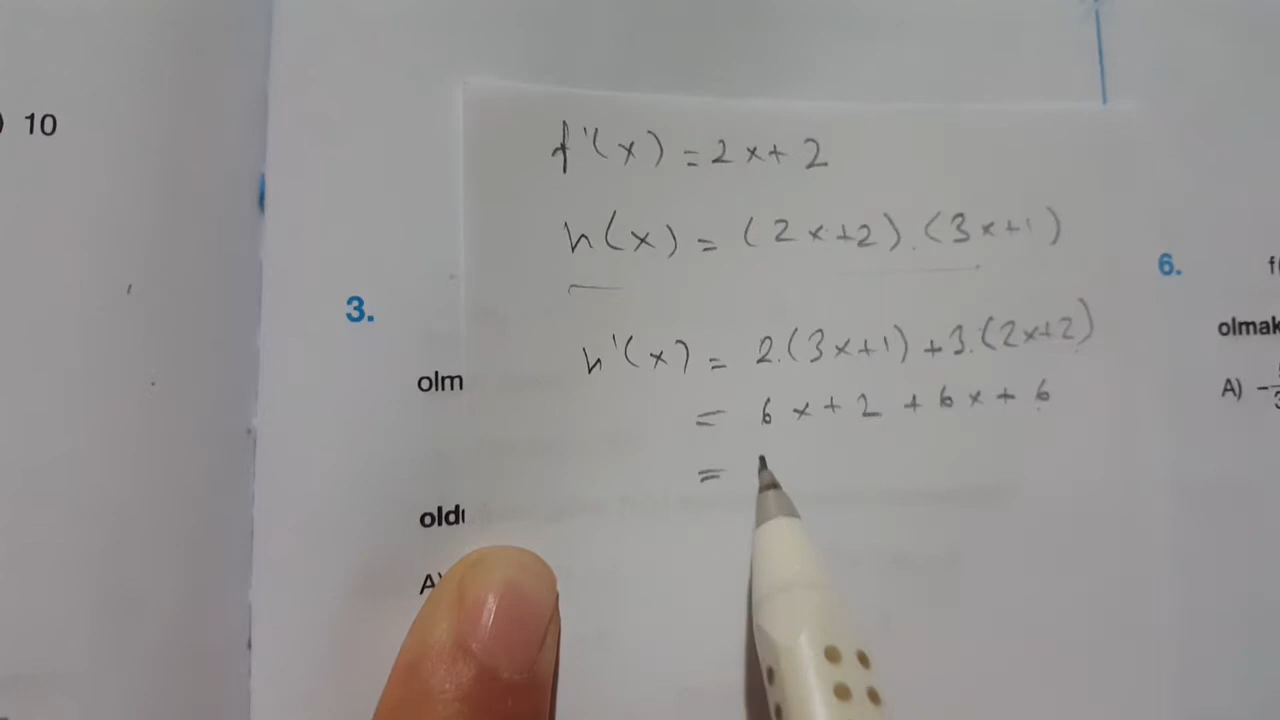 ) 10
f'(x) = 2x+2
h(x) = (2x+2).(3x+1)
3.
h'(x) = 2.(3x+1)+3.(2x+2)
olm
= 6x+2+6x+6
=
oldı
A)
6.
f(
olmak
A) –